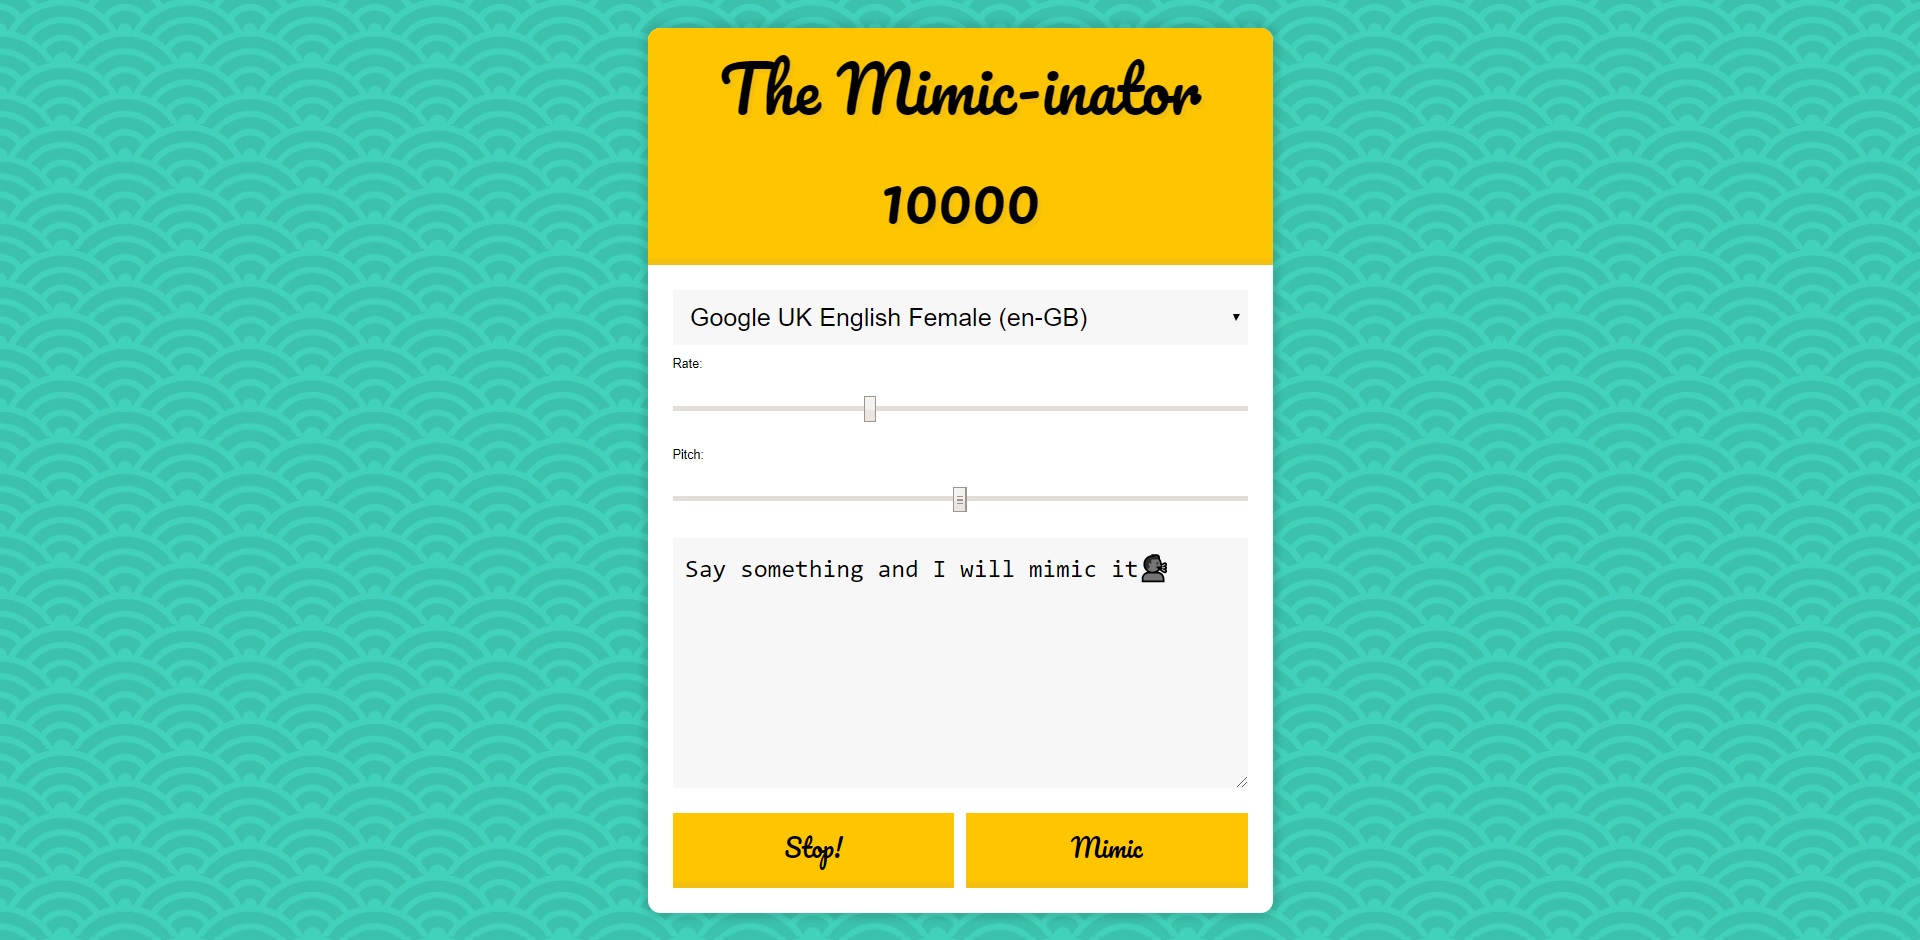 The Mimic-inator
10000
Google UK English Female (en-GB)
Rate:
Pitch:
Say something and I will mimic it🗣
Stop!
Mimic